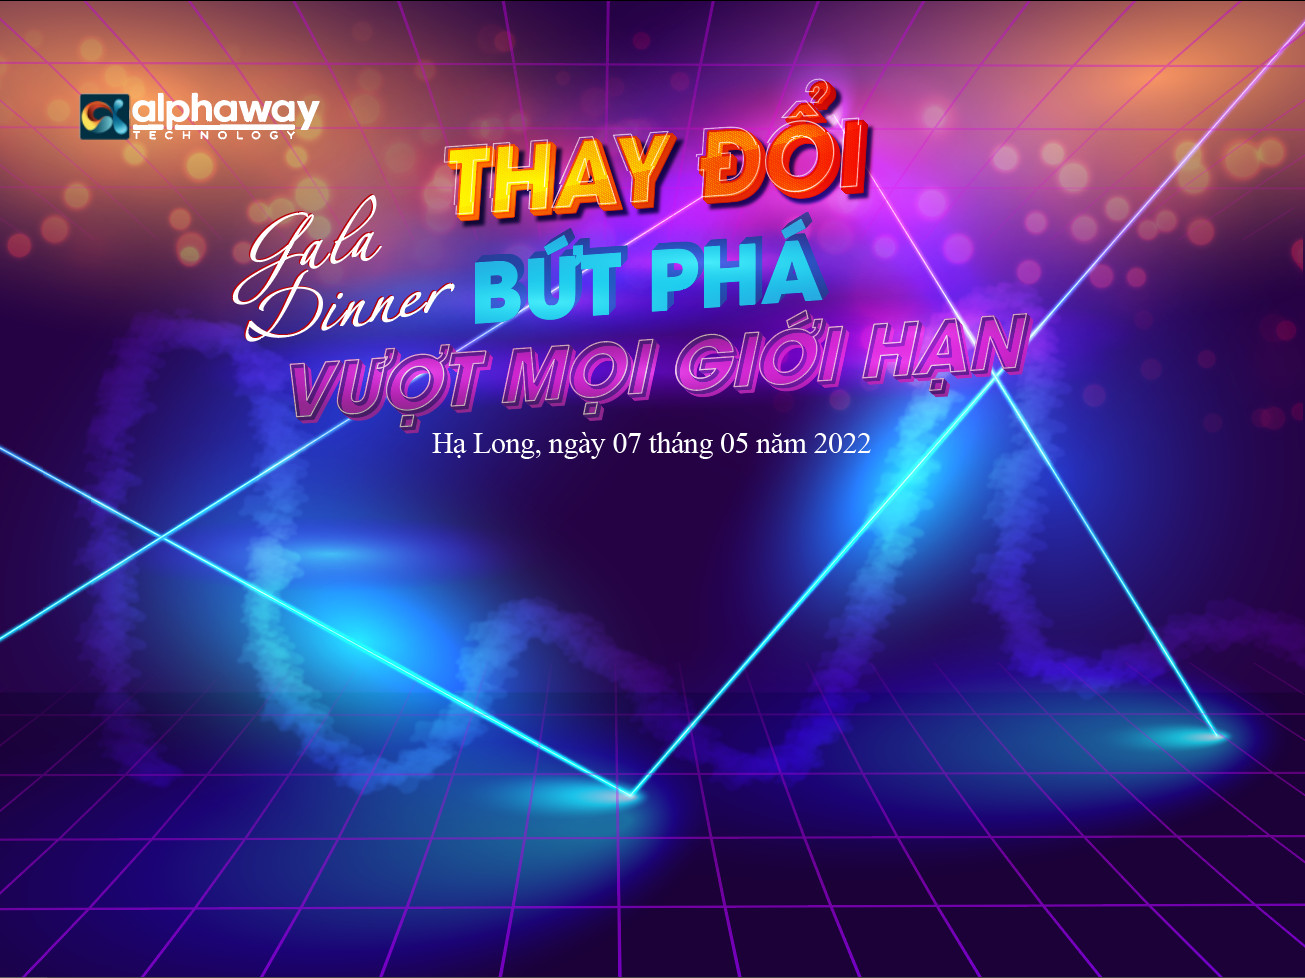 alphaway
TECHNOLOGY
THAY ĐỔI
Gala
Dinner
BỨT PHÁ
VƯỢT MỌI GIỚI HẠN
Hạ Long, ngày 07 tháng 05 năm 2022